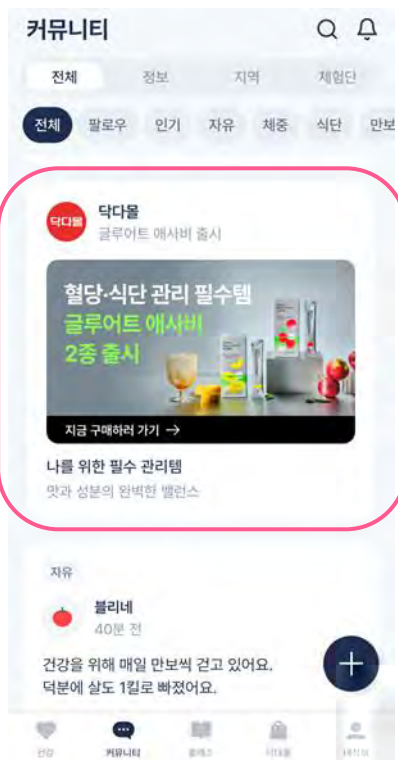 커뮤니티
전체 정보 지역 체험단
전체 팔로우 인기 자유 체중 식단 만보
닥다몰
닥다몰
글루어트 애사비 출시
혈당·식단 관리 필수템
글루어트 애사비
2종 출시
지금 구매하러 가기 →
나를 위한 필수 관리템
맛과 성분의 완벽한 밸런스
자유
블리네
40분 전
건강을 위해 매일 만보씩 걷고 있어요.
덕분에 살도 1킬로 빠졌어요.
건강 커뮤니티 클래스